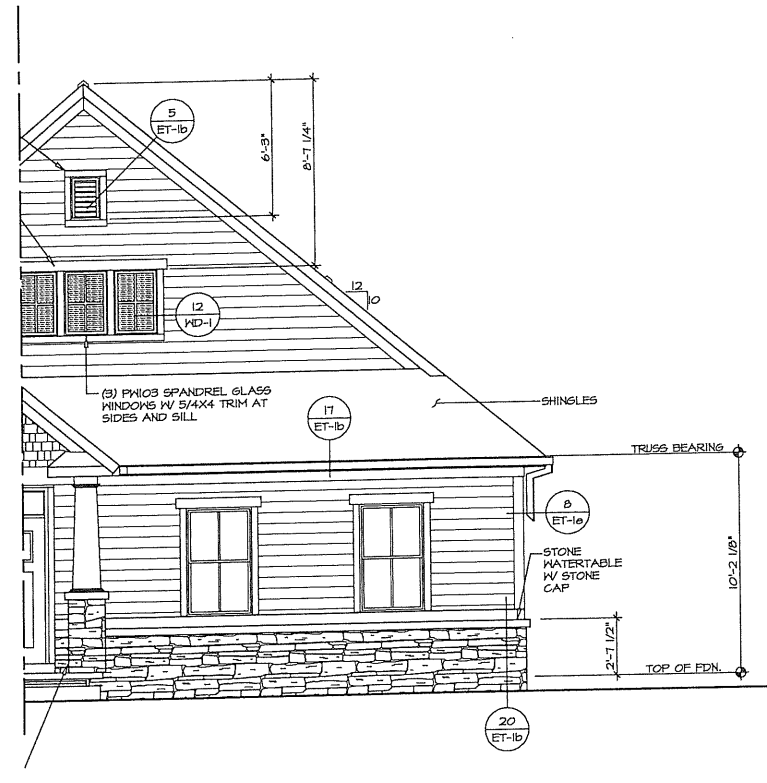 5
ET-1b
6'-3"
8'-7 1/4"
12
10
12
WD-1
(3) PW103 SPANDREL GLASS
WINDOWS W/ 5/4X4 TRIM AT
SIDES AND SILL
17
ET-1b
SHINGLES
TRUSS BEARING
8
ET-1e
STONE
WATERTABLE
W/ STONE
CAP
10'-2 1/8"
2'-7 1/2"
TOP OF FDN.
20
ET-1b